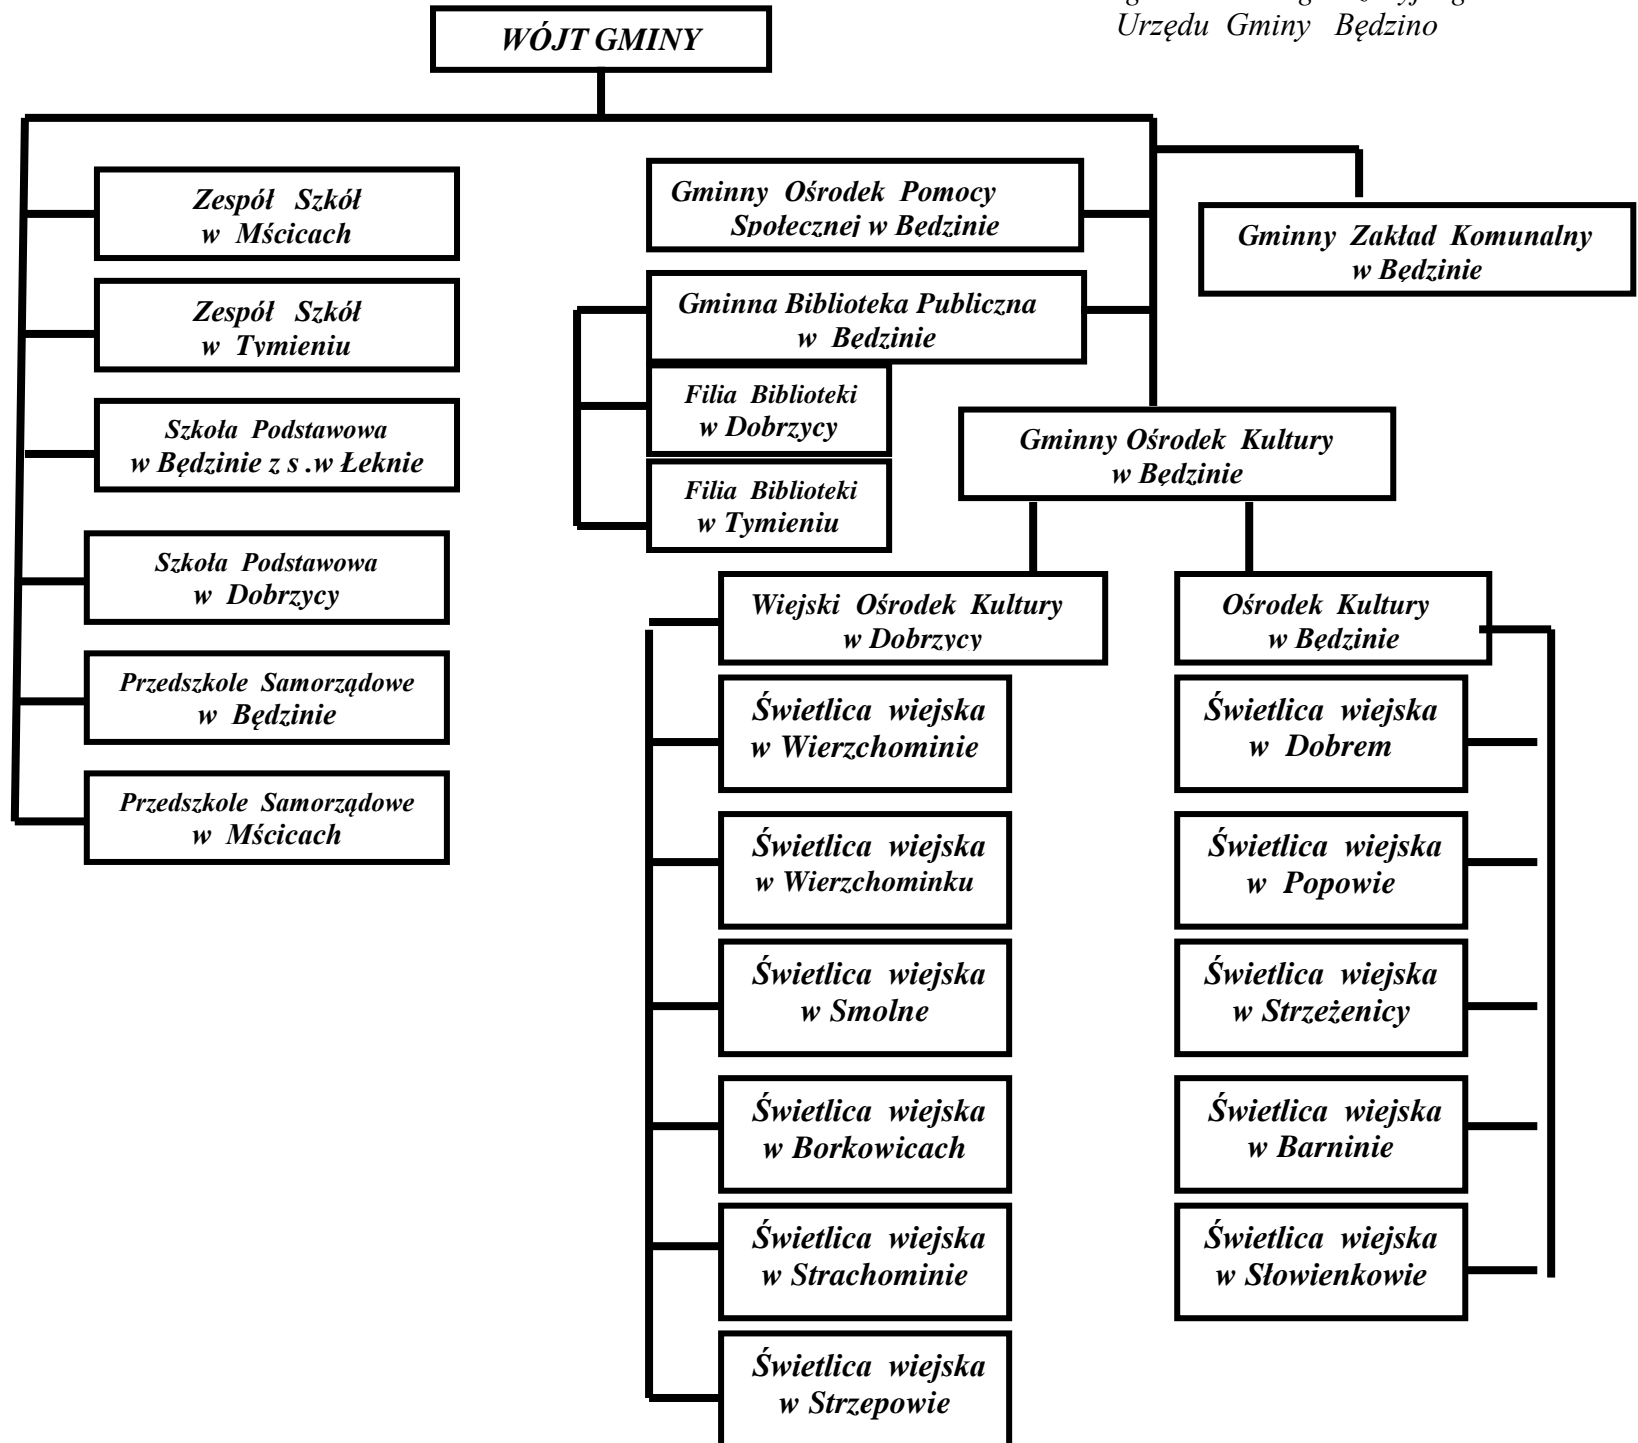 Urzędu Gminy Będzino
WÓJT GMINY
Zespół Szkół
w Mścicach
Zespół Szkół
w Tymieniu
Szkoła Podstawowa
w Będzinie z s .w Łeknie
Szkoła Podstawowa
w Dobrzycy
Przedszkole Samorządowe
w Będzinie
Przedszkole Samorządowe
w Mścicach
Gminny Ośrodek Pomocy
Społecznej w Będzinie
Gminna Biblioteka Publiczna
w Będzinie
Filia Biblioteki
w Dobrzycy
Filia Biblioteki
w Tymieniu
Gminny Zakład Komunalny
w Będzinie
Gminny Ośrodek Kultury
w Będzinie
Wiejski Ośrodek Kultury
w Dobrzycy
Świetlica wiejska
w Wierzchominie
Świetlica wiejska
w Wierzchominku
Świetlica wiejska
w Smolne
Świetlica wiejska
w Borkowicach
Świetlica wiejska
w Strachominie
Świetlica wiejska
w Strzepowie
Ośrodek Kultury
w Będzinie
Świetlica wiejska
w Dobrem
Świetlica wiejska
w Popowie
Świetlica wiejska
w Strzeżenicy
Świetlica wiejska
w Barninie
Świetlica wiejska
w Słowienkowie